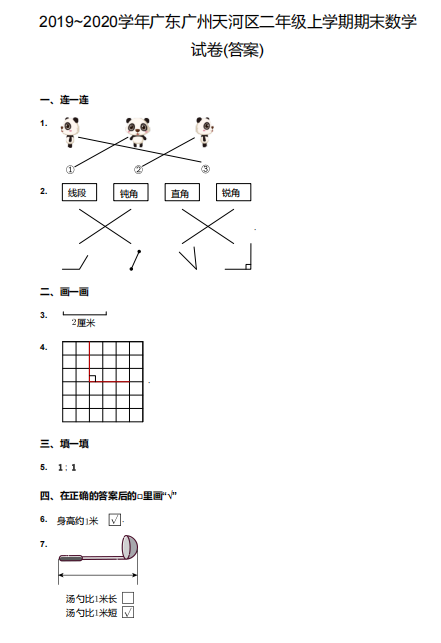 2019~2020学年广东广州天河区二年级上学期期末数学
试卷(答案)
一、连一连
1.
① ② ③
2. 线段 钝角 直角 锐角
二、画一画
3.
2厘米
4.
三、填一填
5. 1 : 1
四、在正确的答案后的□里画“√”
6. 身高约1米 √.
7.
汤勺比1米长
汤勺比1米短 √